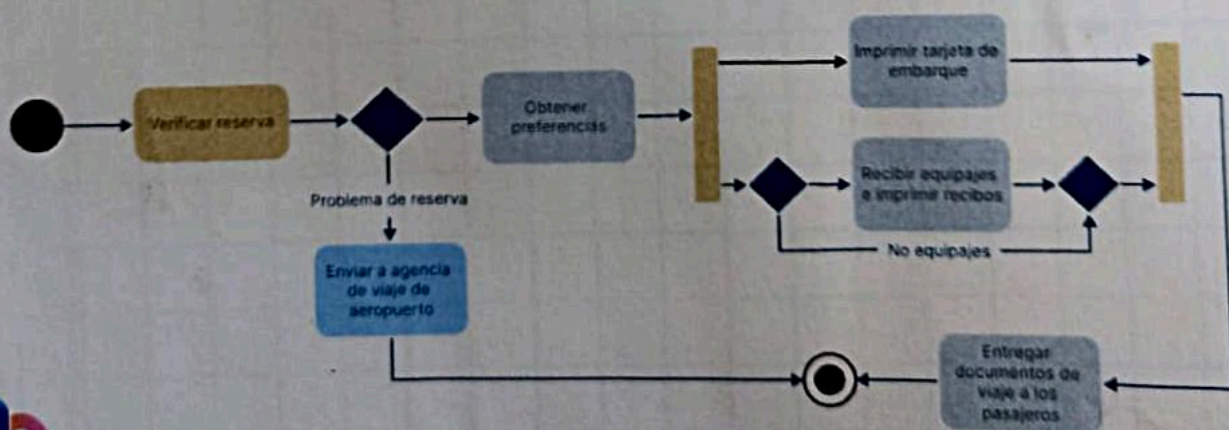 Verificar reserva
Obtener
preferencias
Imprimir tarjeta de
embarque
Recibir equipajes
e imprimir recibos
No equipajes
Problema de reserva
Enviar a agencia
de viaje de
aeropuerto
Entregar
documentos de
viaje a los
pasajeros